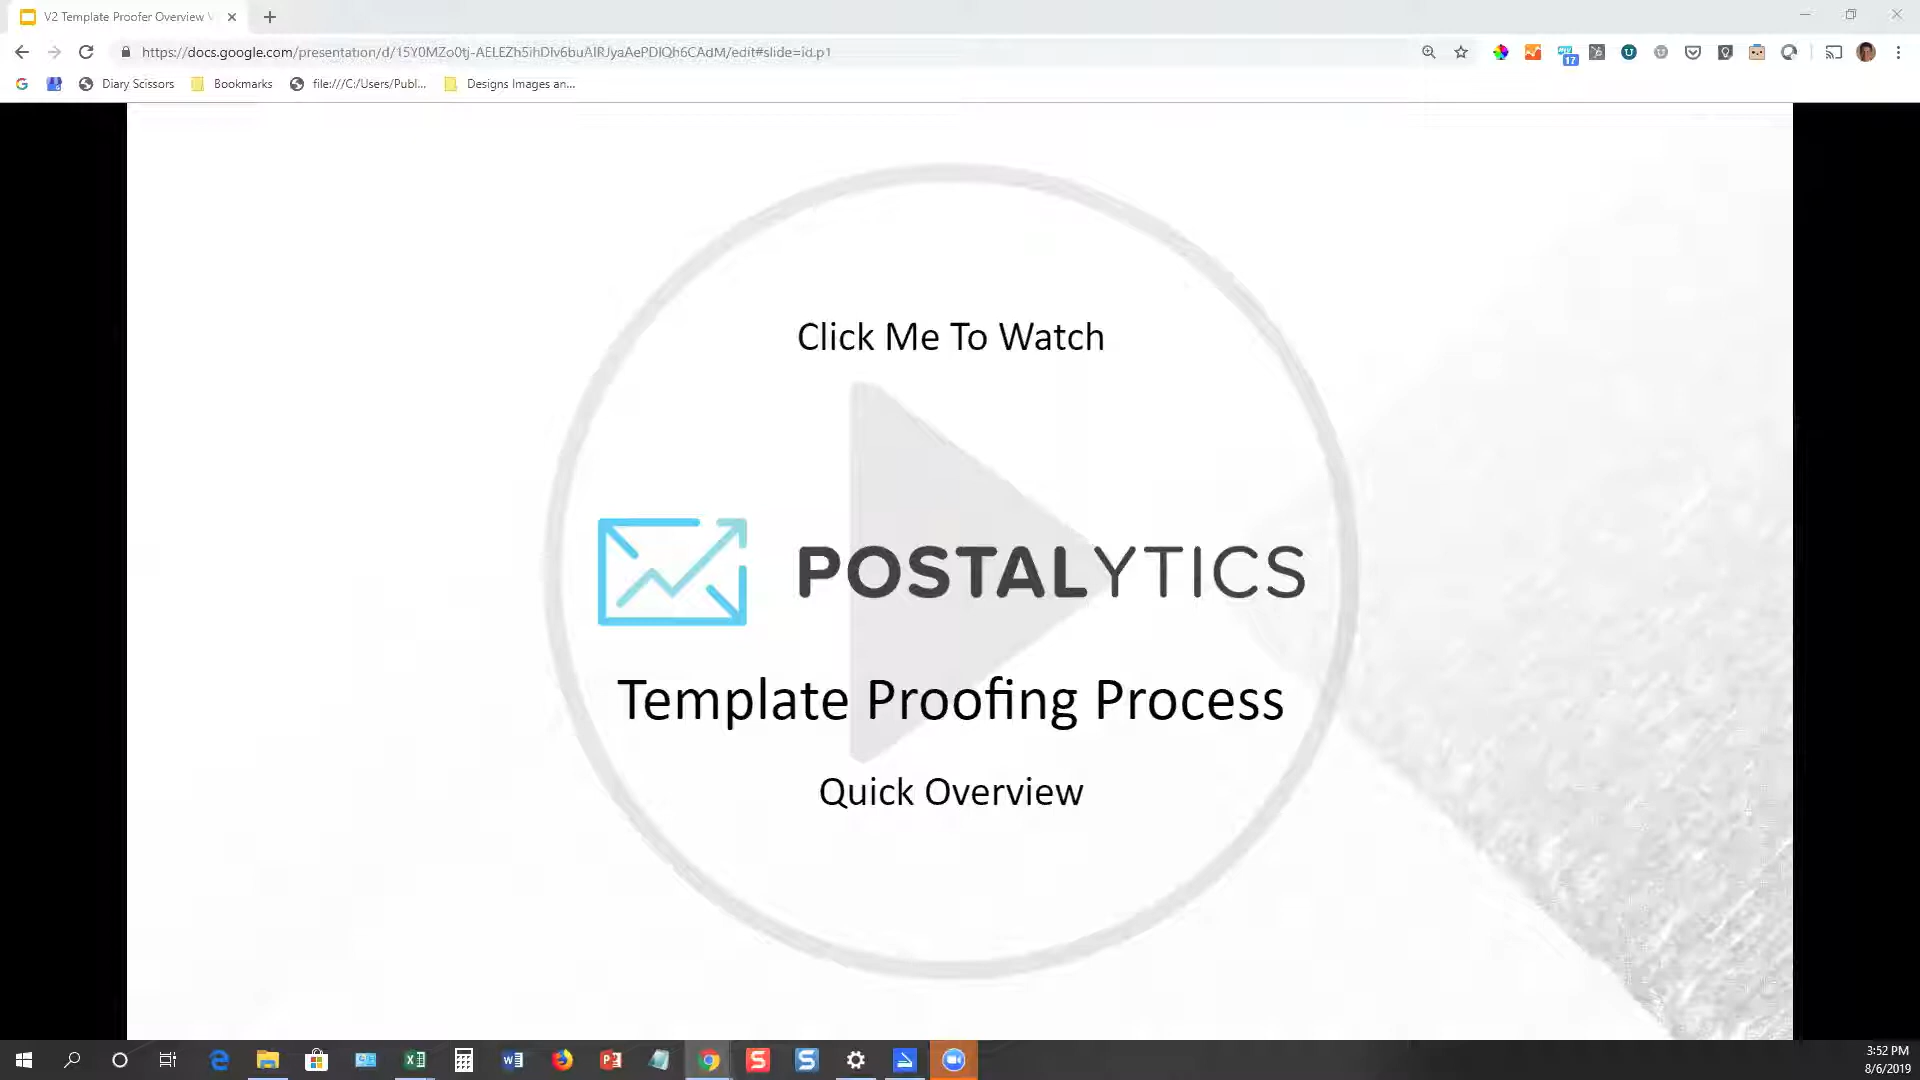 V2 Template Proofer Overview V
https://docs.google.com/presentation/d/15Y0MZo0tj-AELEZh5ihDlv6buAlRJyaAePDlQh6CAdM/edit#slide=id.p1
17
Diary Scissors
Bookmarks
file:///C:/Users/Publ...
Designs Images an...
Click Me To Watch
POSTALYTICS
Template Proofing Process
Quick Overview
3:52 PM
8/6/2019